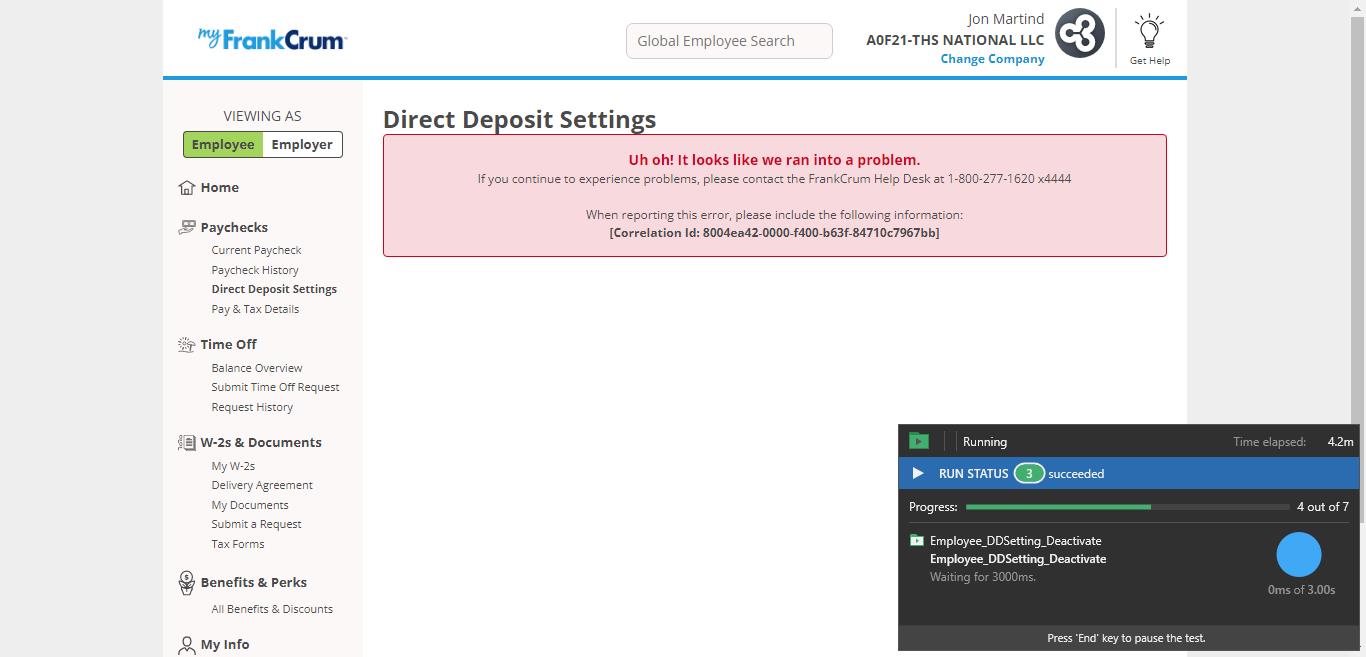 myFrankCrum
Global Employee Search
Jon Martind
A0F21-THS NATIONAL LLC
Change Company
Get Help
VIEWING AS
Employee Employer
Home
Paychecks
Current Paycheck
Paycheck History
Direct Deposit Settings
Pay & Tax Details
Time Off
Balance Overview
Submit Time Off Request
Request History
W-2s & Documents
My W-2s
Delivery Agreement
My Documents
Submit a Request
Tax Forms
Benefits & Perks
All Benefits & Discounts
My Info
Direct Deposit Settings
Uh oh! It looks like we ran into a problem.
If you continue to experience problems, please contact the FrankCrum Help Desk at 1-800-277-1620 x4444
When reporting this error, please include the following information:
[Correlation Id: 8004ea42-0000-f400-b63f-84710c7967bb]
Running Time elapsed: 4.2m
RUN STATUS 3 succeeded
Progress: 4 out of 7
Employee_DDSetting_Deactivate
Employee_DDSetting_Deactivate
Waiting for 3000ms.
0ms of 3.00s
Press 'End' key to pause the test.